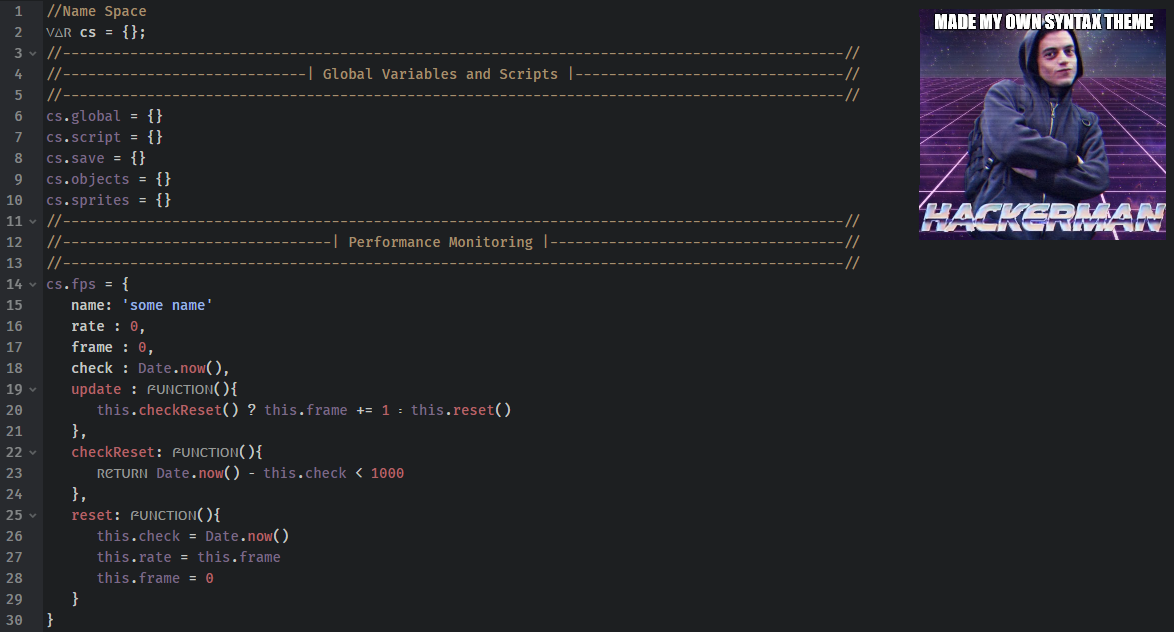 1 //Name Space
2 VAR cs = {};
3 //---------------------------------------------------------------------------------------------//
4 //-----------------------------| Global Variables and Scripts |--------------------------------//
5 //---------------------------------------------------------------------------------------------//
6 cs.global = {}
7 cs.script = {}
8 cs.save = {}
9 cs.objects = {}
10 cs.sprites = {}
11 //---------------------------------------------------------------------------------------------//
12 //--------------------------------| Performance Monitoring |-----------------------------------//
13 //---------------------------------------------------------------------------------------------//
14 cs.fps = {
15 name: 'some name'
16 rate : 0,
17 frame : 0,
18 check : Date.now(),
19 update : FUNCTION(){
20 this.checkReset() ? this.frame += 1 : this.reset()
21 },
22 checkReset: FUNCTION(){
23 RETURN Date.now() - this.check < 1000
24 },
25 reset: FUNCTION(){
26 this.check = Date.now()
27 this.rate = this.frame
28 this.frame = 0
29 }
30 }
MADE MY OWN SYNTAX THEME
HACKERMAN